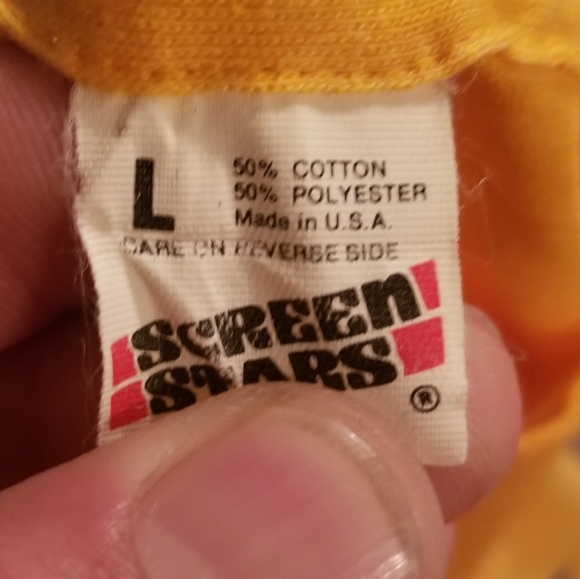 L
50% COTTON
50% POLYESTER
Made in U.S.A.
CARE ON REVERSE SIDE
SCREEN
STARS
®